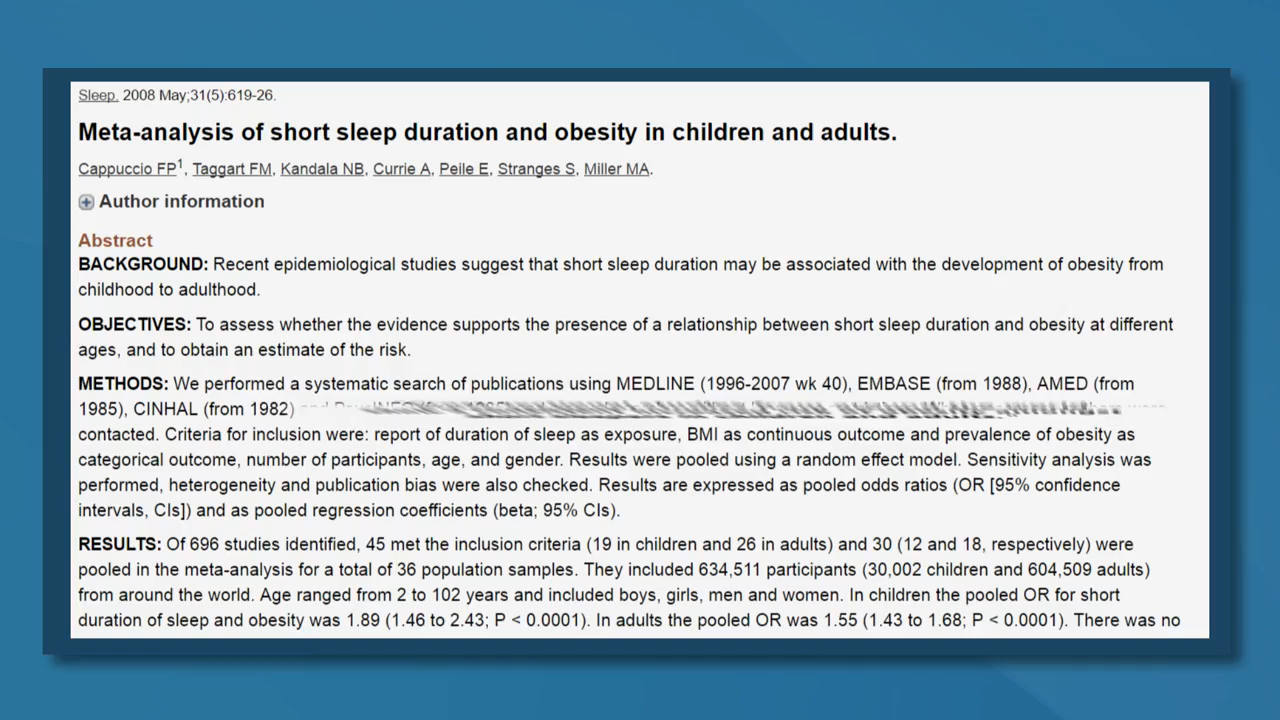 Sleep. 2008 May;31(5):619-26.
Meta-analysis of short sleep duration and obesity in children and adults.
Cappuccio FP1, Taggart FM, Kandala NB, Currie A, Peile E, Stranges S, Miller MA.
Author information
Abstract
BACKGROUND: Recent epidemiological studies suggest that short sleep duration may be associated with the development of obesity from
childhood to adulthood.
OBJECTIVES: To assess whether the evidence supports the presence of a relationship between short sleep duration and obesity at different
ages, and to obtain an estimate of the risk.
METHODS: We performed a systematic search of publications using MEDLINE (1996-2007 wk 40), EMBASE (from 1988), AMED (from
1985), CINHAL (from 1982)
contacted. Criteria for inclusion were: report of duration of sleep as exposure, BMI as continuous outcome and prevalence of obesity as
categorical outcome, number of participants, age, and gender. Results were pooled using a random effect model. Sensitivity analysis was
performed, heterogeneity and publication bias were also checked. Results are expressed as pooled odds ratios (OR [95% confidence
intervals, CIs]) and as pooled regression coefficients (beta; 95% CIs).
RESULTS: Of 696 studies identified, 45 met the inclusion criteria (19 in children and 26 in adults) and 30 (12 and 18, respectively) were
pooled in the meta-analysis for a total of 36 population samples. They included 634,511 participants (30,002 children and 604,509 adults)
from around the world. Age ranged from 2 to 102 years and included boys, girls, men and women. In children the pooled OR for short
duration of sleep and obesity was 1.89 (1.46 to 2.43; P < 0.0001). In adults the pooled OR was 1.55 (1.43 to 1.68; P < 0.0001). There was no